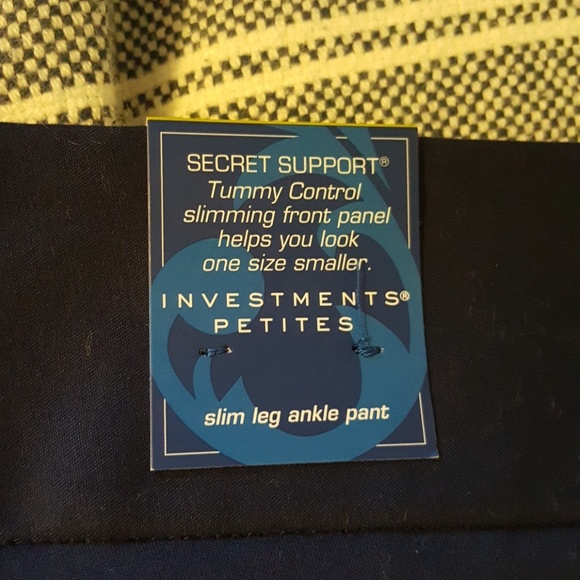 SECRET SUPPORT®
Tummy Control
slimming front panel
helps you look
one size smaller.
INVESTMENTS®
PETITES
slim leg ankle pant